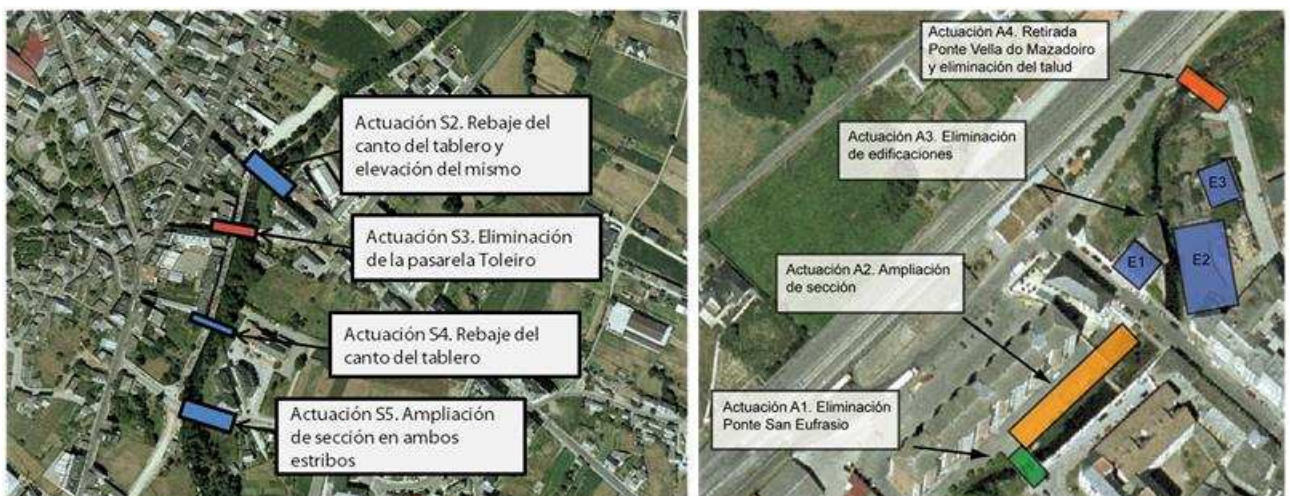 Actuación S2. Rebaje del
canto del tablero y
elevación del mismo
Actuación S3. Eliminación
de la pasarela Toleiro
Actuación S4. Rebaje del
canto del tablero
Actuación S5. Ampliación
de sección en ambos
estribos
Actuación A4. Retirada
Ponte Vella do Mazadoiro
y eliminación del talud
Actuación A3. Eliminación
de edificaciones
E3
E1
E2
Actuación A2. Ampliación
de sección
Actuación A1. Eliminación
Ponte San Eufrasio